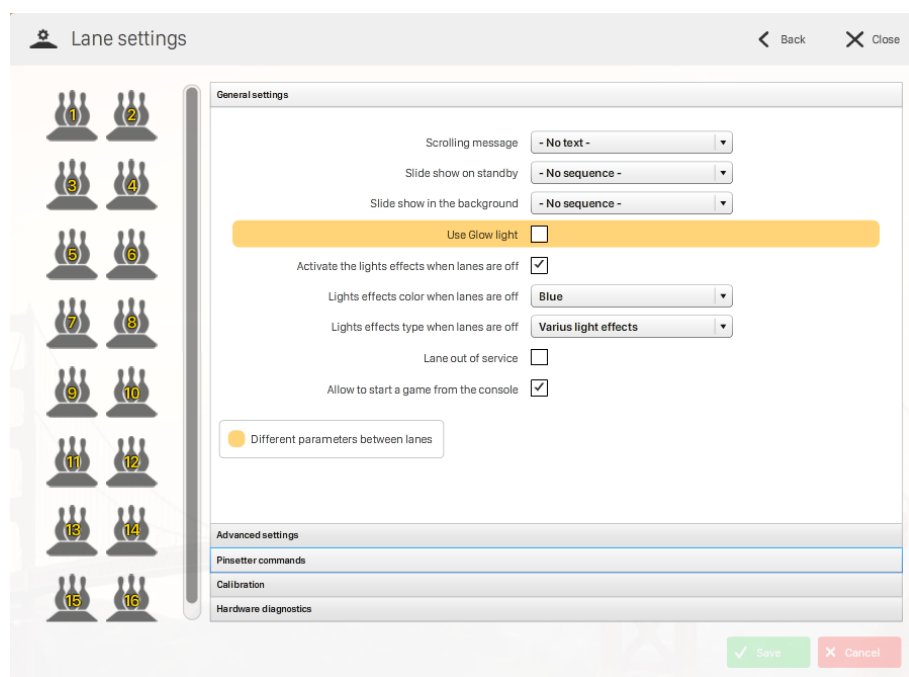 Lane settings
Back
Close
1 2
3 4
5 6
7 8
9 10
11 12
13 14
15 16
General settings
Scrolling message - No text -
Slide show on standby - No sequence -
Slide show in the background - No sequence -
Use Glow light
Activate the lights effects when lanes are off
Lights effects color when lanes are off Blue
Lights effects type when lanes are off Varius light effects
Lane out of service
Allow to start a game from the console
Different parameters between lanes
Advanced settings
Pinsetter commands
Calibration
Hardware diagnostics
Save
Cancel